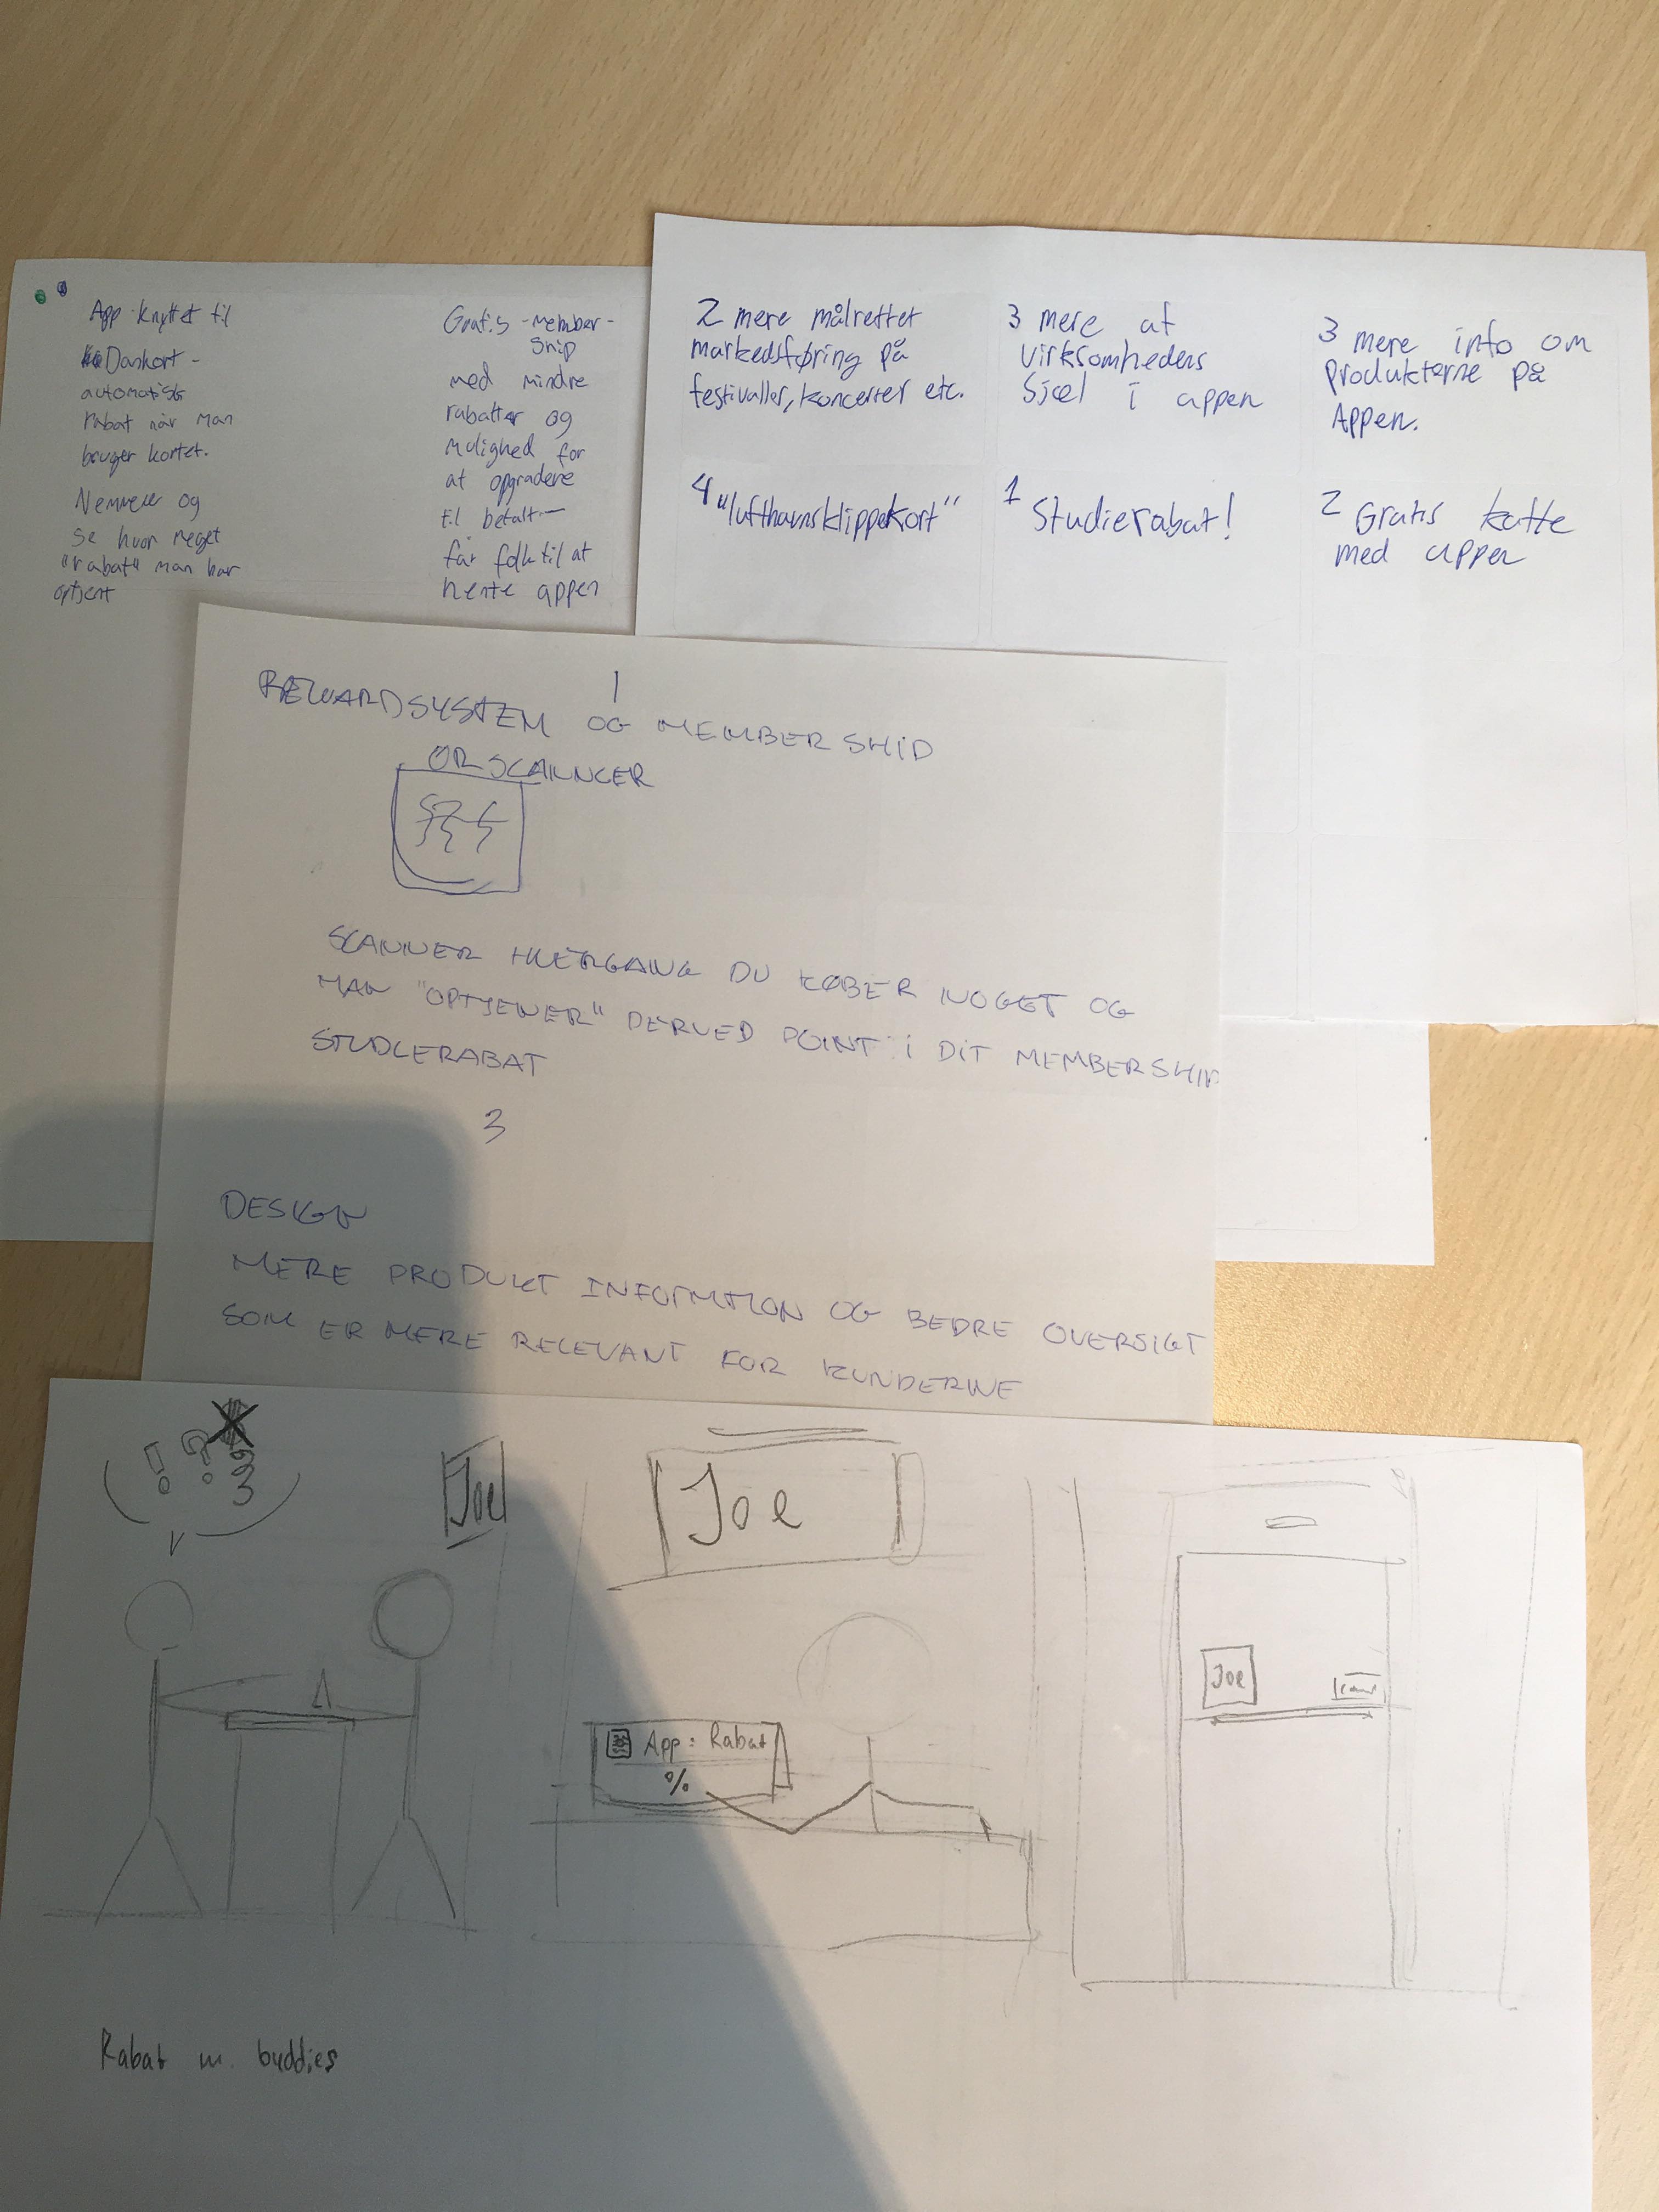 App knyttet til
Dankort -
automatisk
rabat når man
bruger kortet.
Nemmere og
se hvor meget
"rabat" man har
optjent
Gratis - member -
ship
med mindre
rabatter og
mulighed for
at opgradere
til betalt —
får folk til at
hente appen
2 mere målrettet
markedsføring på
festivaller, koncerter etc.
3 mere af
virksomhedens
Sjæl i appen
3 mere info om
produkterne på
Appen.
4 "lufthavnsklippekort"
1 Studierabat!
2 Gratis kaffe
med appen
1
REWARDSYSTEM OG MEMBERSHIP
QR SCANNCER
SCANNER HVERGANG DU KØBER NOGET OG
MAN "OPTJENER" DERVED POINT i DIT MEMBERSHIP
STUDIERABAT
3
DESIGN
MERE PRODUKT INFORMATION OG BEDRE OVERSIGT
SOM ER MERE RELEVANT FOR KUNDERNE
! ?
3
Joe
Joe
App: Rabat
%
Joe
Rabat m. buddies